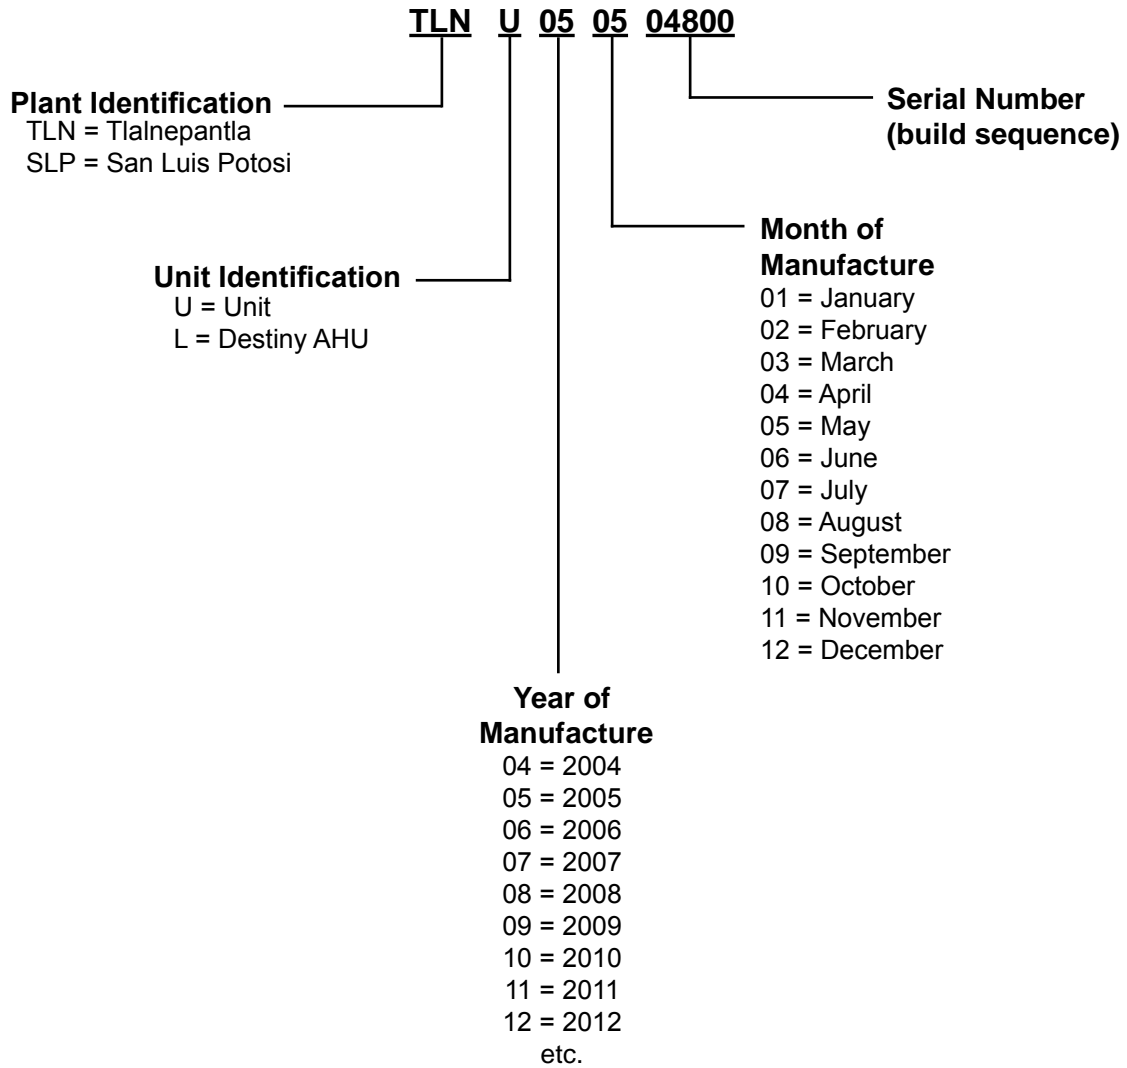 TLN U 05 05 04800
Plant Identification
TLN = Tlalnepantla
SLP = San Luis Potosi
Serial Number
(build sequence)
Unit Identification
U = Unit
L = Destiny AHU
Month of
Manufacture
01 = January
02 = February
03 = March
04 = April
05 = May
06 = June
07 = July
08 = August
09 = September
10 = October
11 = November
12 = December
Year of
Manufacture
04 = 2004
05 = 2005
06 = 2006
07 = 2007
08 = 2008
09 = 2009
10 = 2010
11 = 2011
12 = 2012
etc.